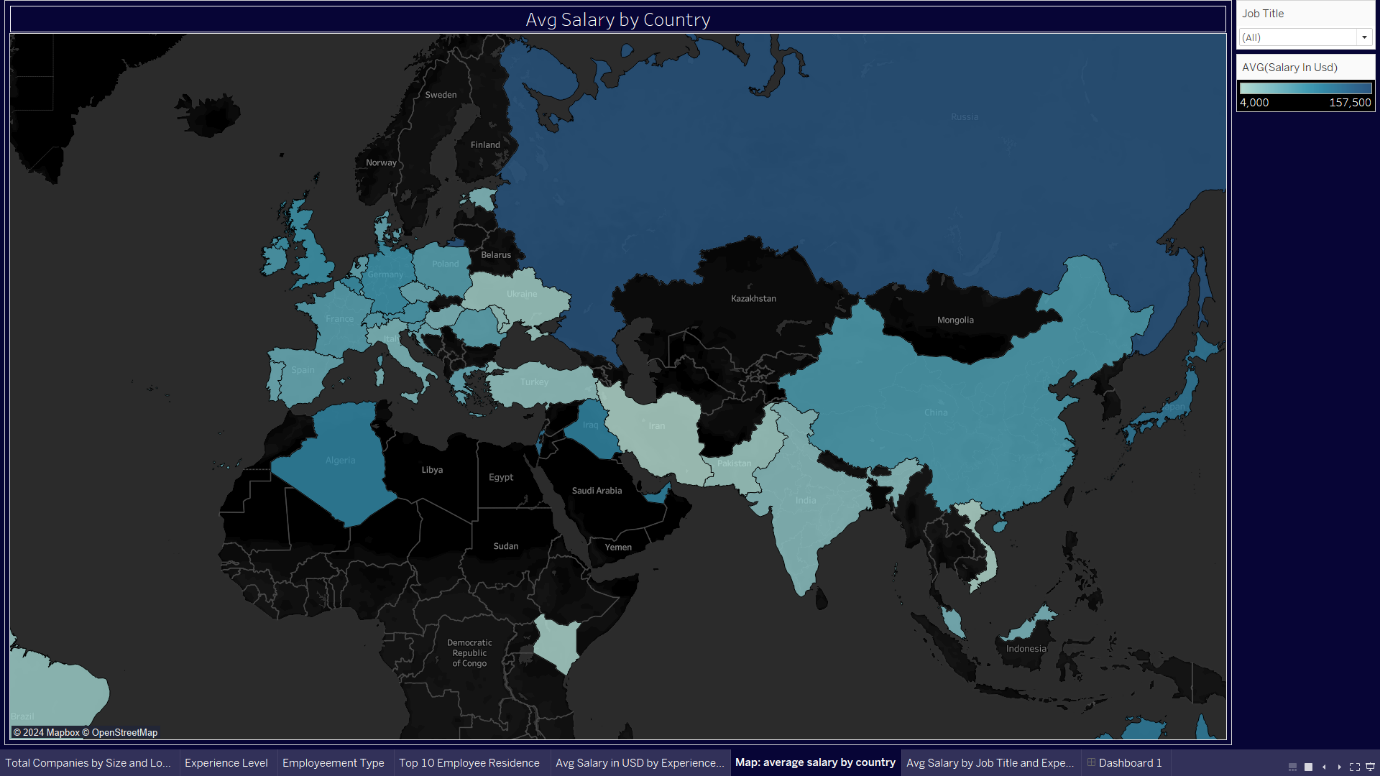 Avg Salary by Country
Job Title
(All)
AVG(Salary In Usd)
4,000
157,500
Sweden
Finland
Norway
Russia
Belarus
Poland
Germany
Ukraine
France
Kazakhstan
Mongolia
Spain
Turkey
China
Iraq
Iran
Algeria
Libya
Egypt
Pakistan
Saudi Arabia
India
Sudan
Yemen
Democratic
Republic
of Congo
Indonesia
Brazil
© 2024 Mapbox © OpenStreetMap
Total Companies by Size and Lo...
Experience Level
Employeement Type
Top 10 Employee Residence
Avg Salary in USD by Experience...
Map: average salary by country
Avg Salary by Job Title and Expe...
Dashboard 1